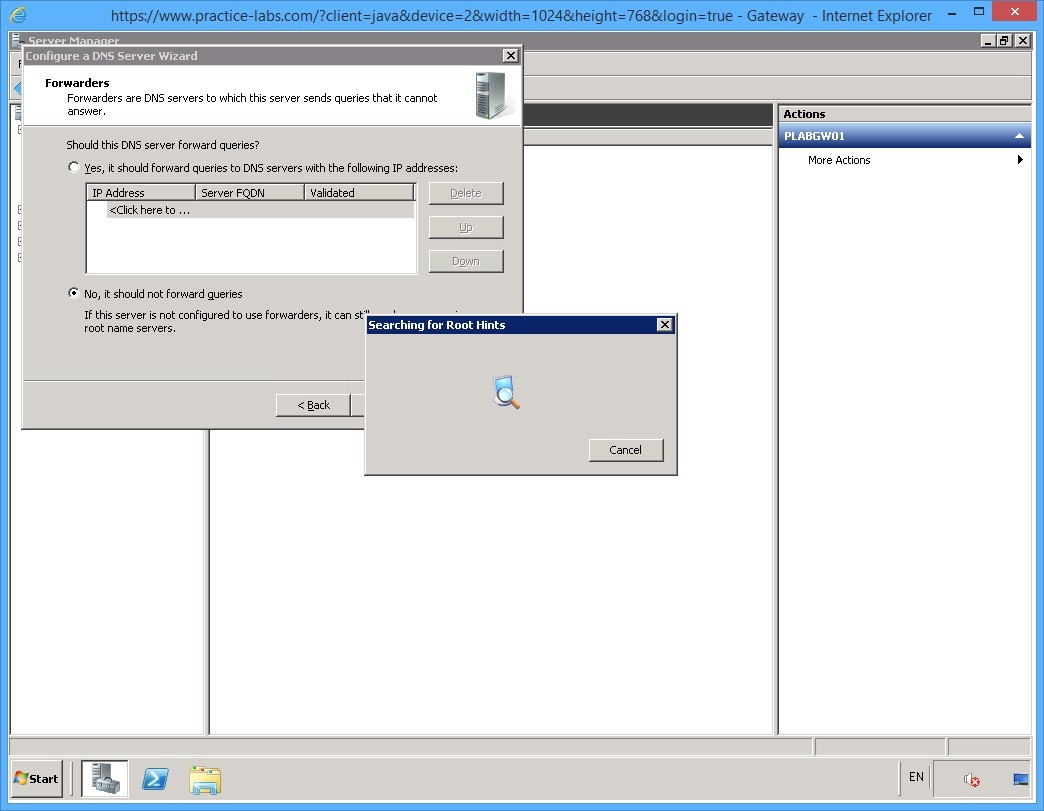 https://www.practice-labs.com/?client=java&device=2&width=1024&height=768&login=true - Gateway - Internet Explorer
Server Manager
Configure a DNS Server Wizard
Forwarders
Forwarders are DNS servers to which this server sends queries that it cannot
answer.
Should this DNS server forward queries?
Yes, it should forward queries to DNS servers with the following IP addresses:
IP Address Server FQDN Validated
<Click here to ...
Delete
Up
Down
No, it should not forward queries
If this server is not configured to use forwarders, it can still
root name servers.
< Back
Searching for Root Hints
Cancel
Actions
PLABGW01
More Actions
Start
EN